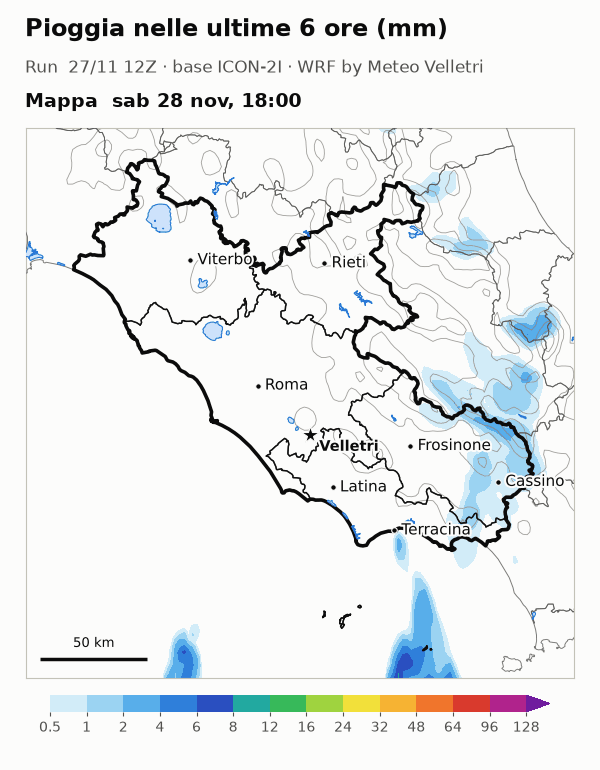 Pioggia nelle ultime 6 ore (mm)
Run  27/11 12Z · base ICON-2I · WRF by Meteo Velletri
Mappa  sab 28 nov, 18:00
Viterbo
Rieti
Roma
Velletri
Frosinone
Cassino
Latina
Terracina
50 km
0.5 1 2 4 6 8 12 16 24 32 48 64 96 128